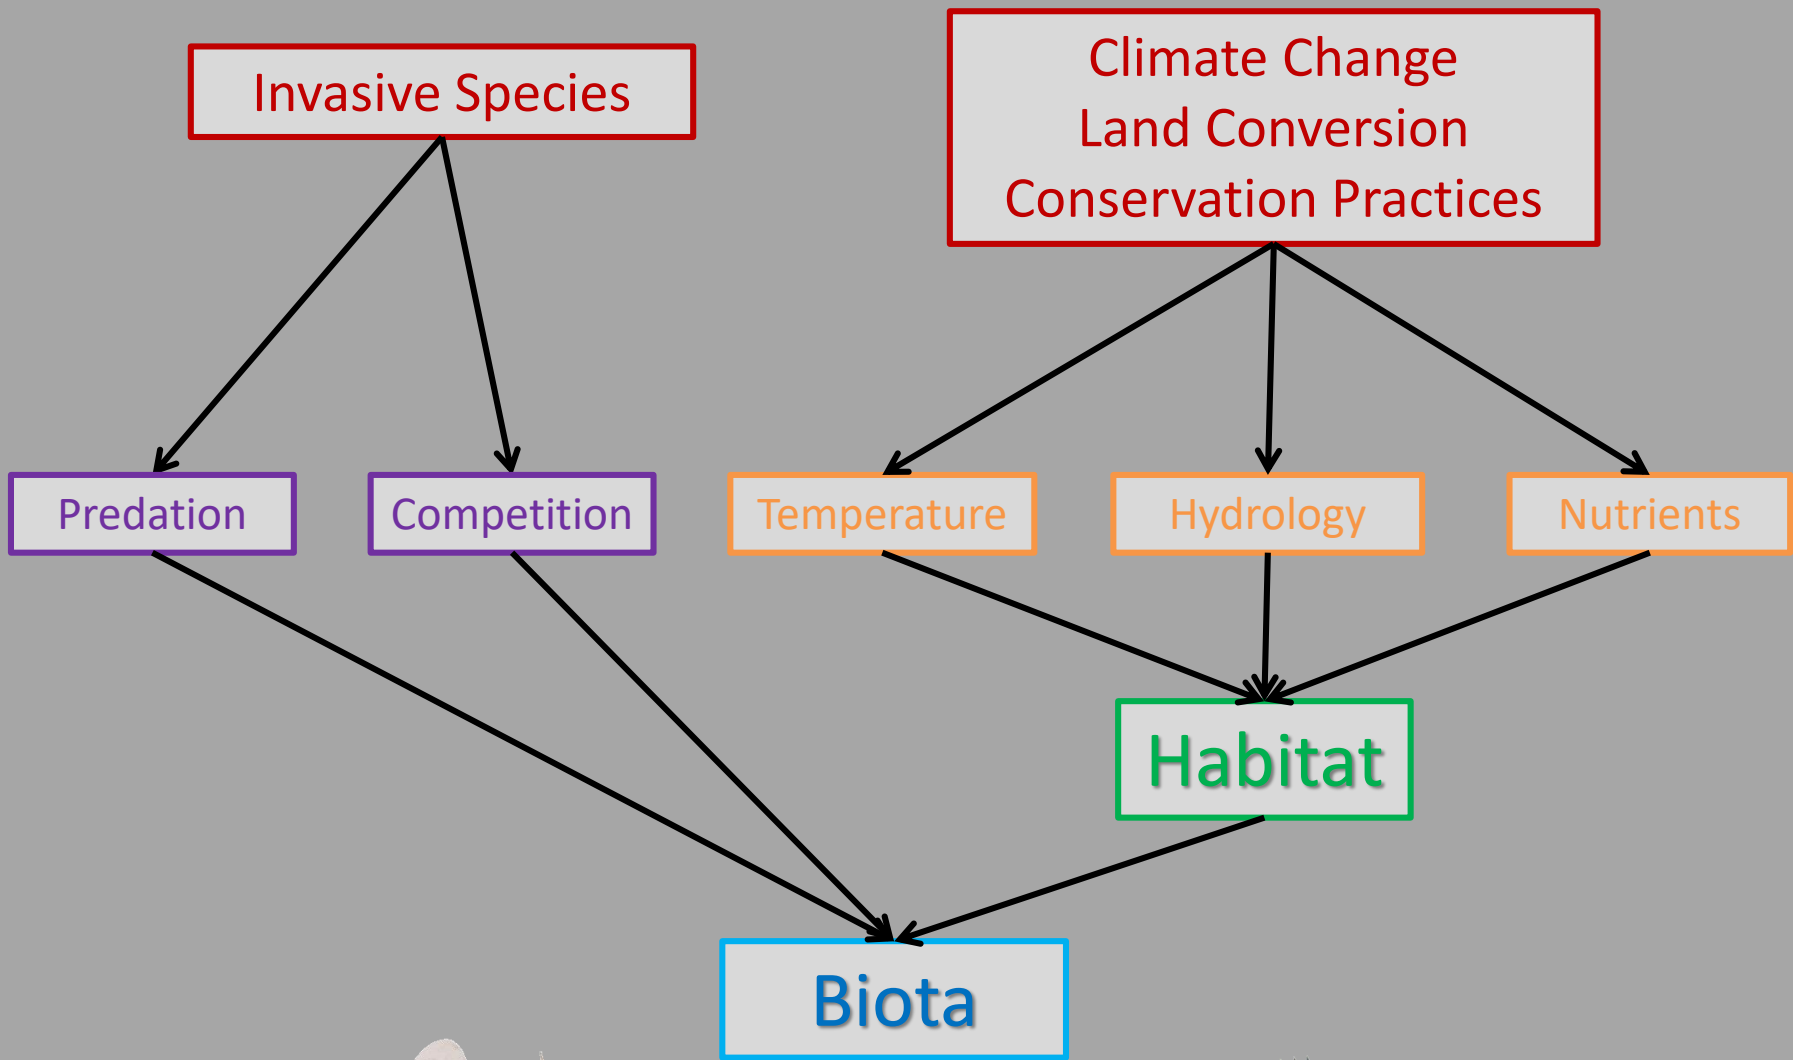 Invasive Species
Climate Change
Land Conversion
Conservation Practices
Predation
Competition
Temperature
Hydrology
Nutrients
Habitat
Biota